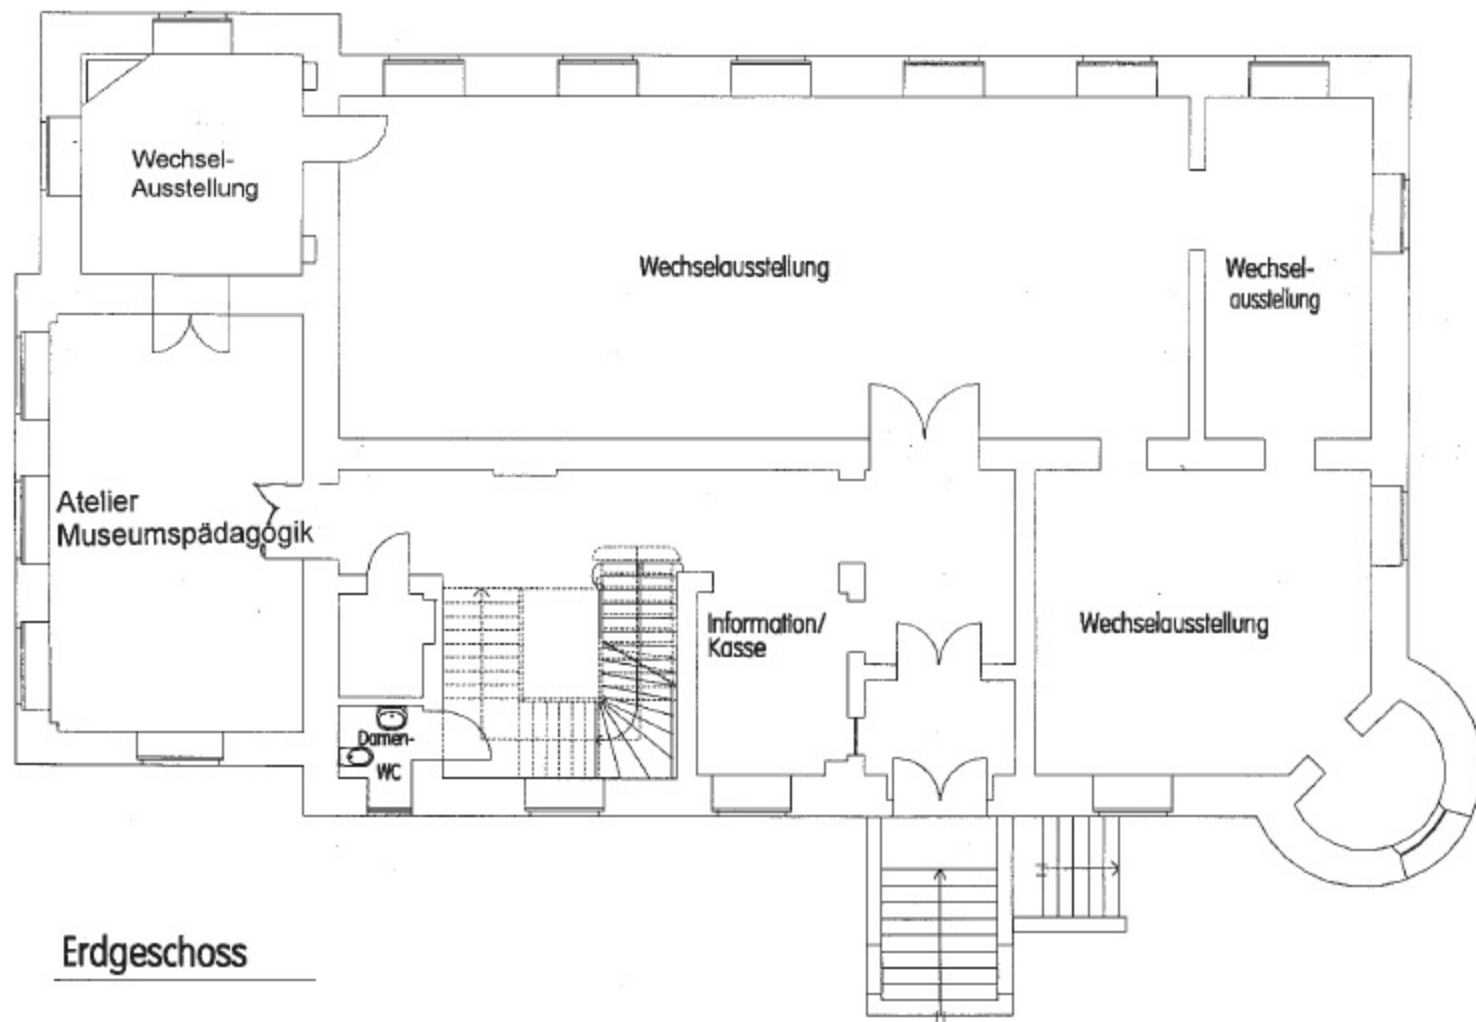 Wechsel-
Ausstellung
Wechselausstellung
Wechsel-
ausstellung
Atelier
Museumspädagogik
Information/
Kasse
Wechselausstellung
Damen-
WC
Erdgeschoss